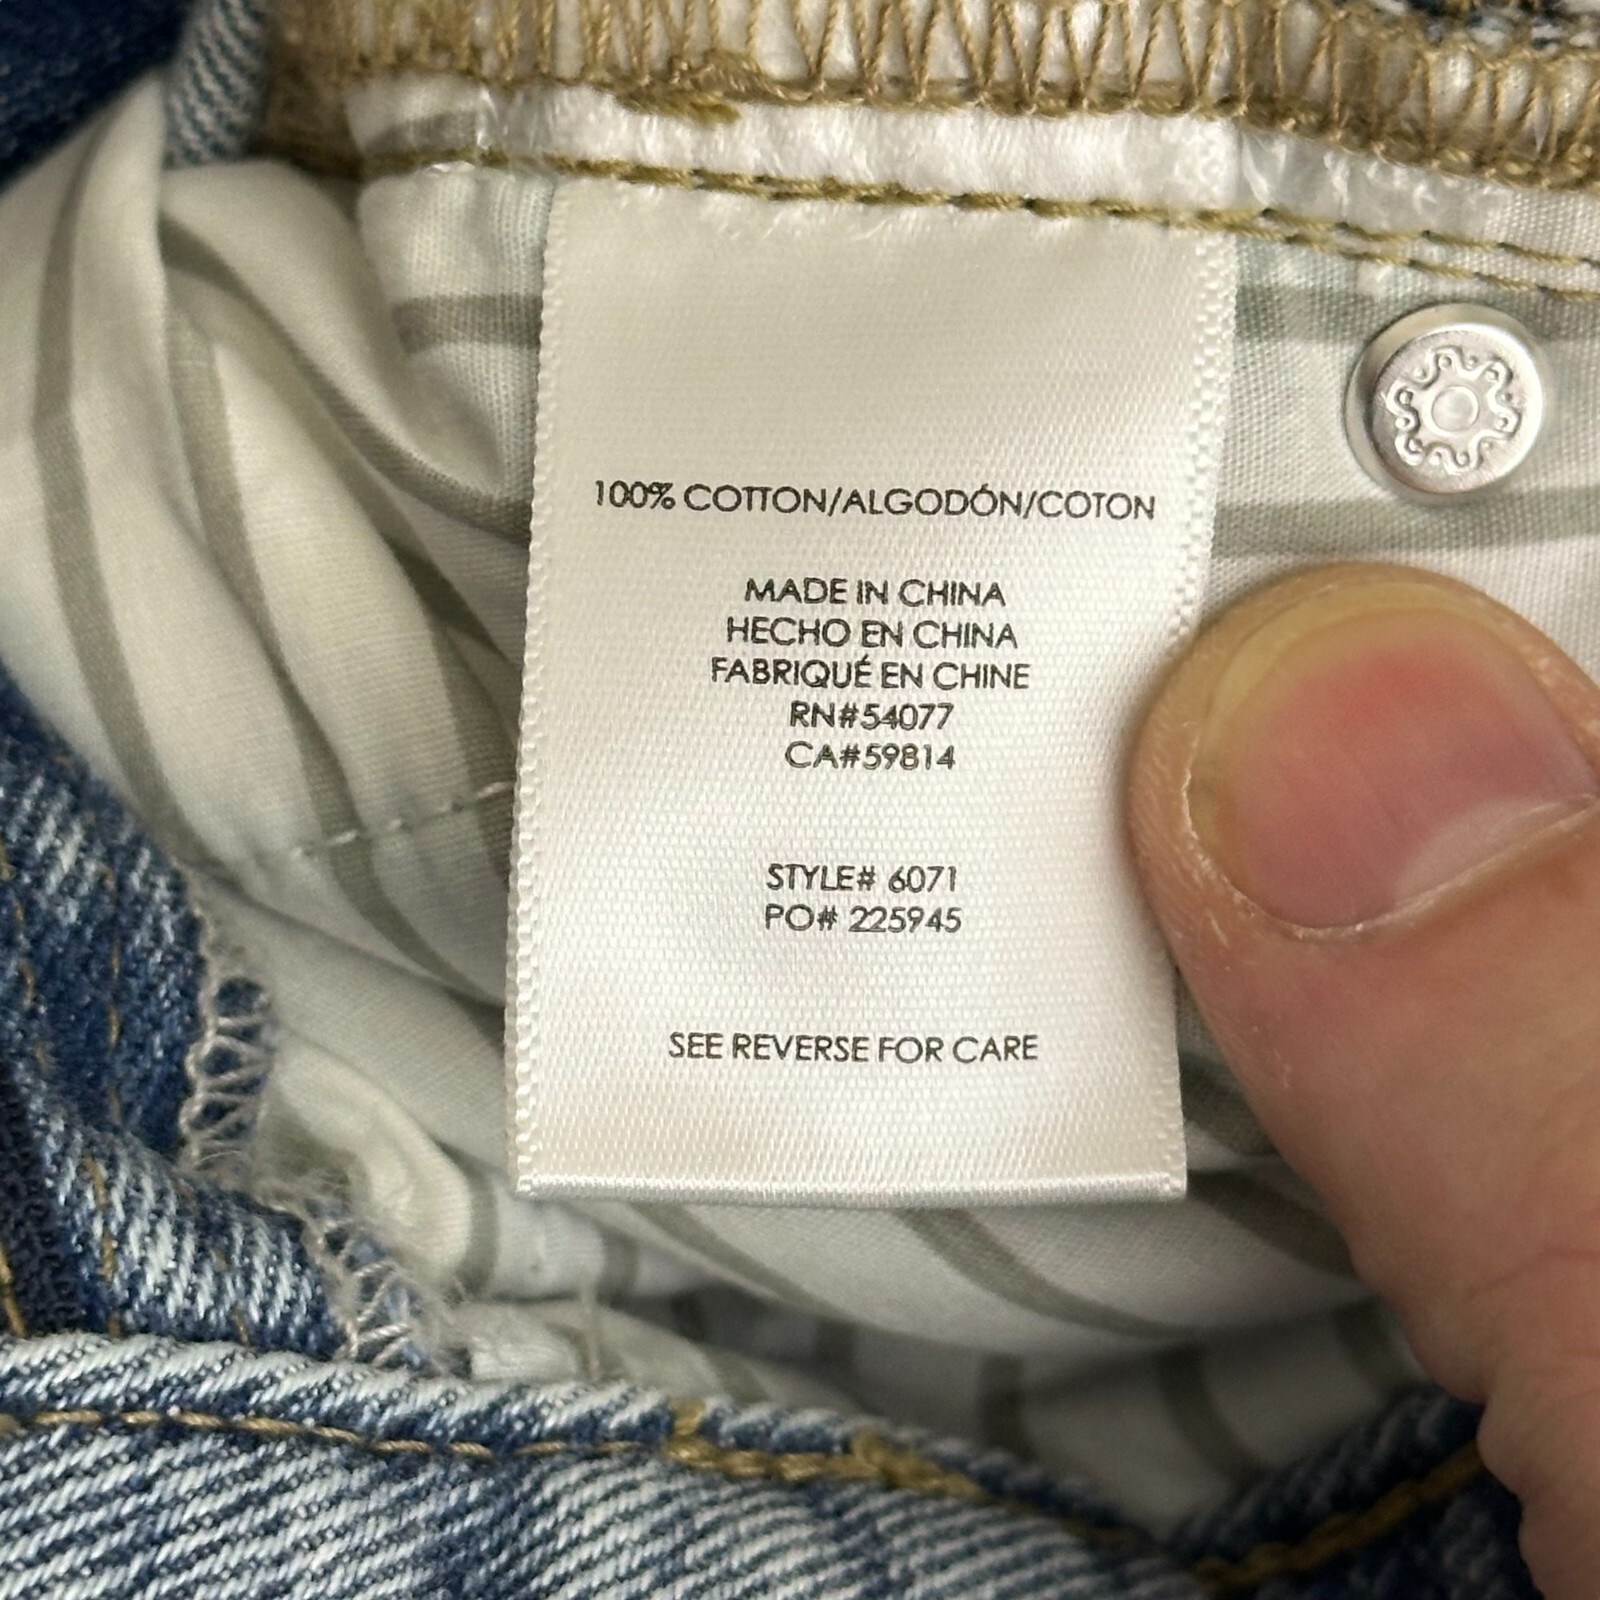 100% COTTON/ALGODÓN/COTON
MADE IN CHINA
HECHO EN CHINA
FABRIQUÉ EN CHINE
RN#54077
CA#59814
STYLE# 6071
PO# 225945
SEE REVERSE FOR CARE